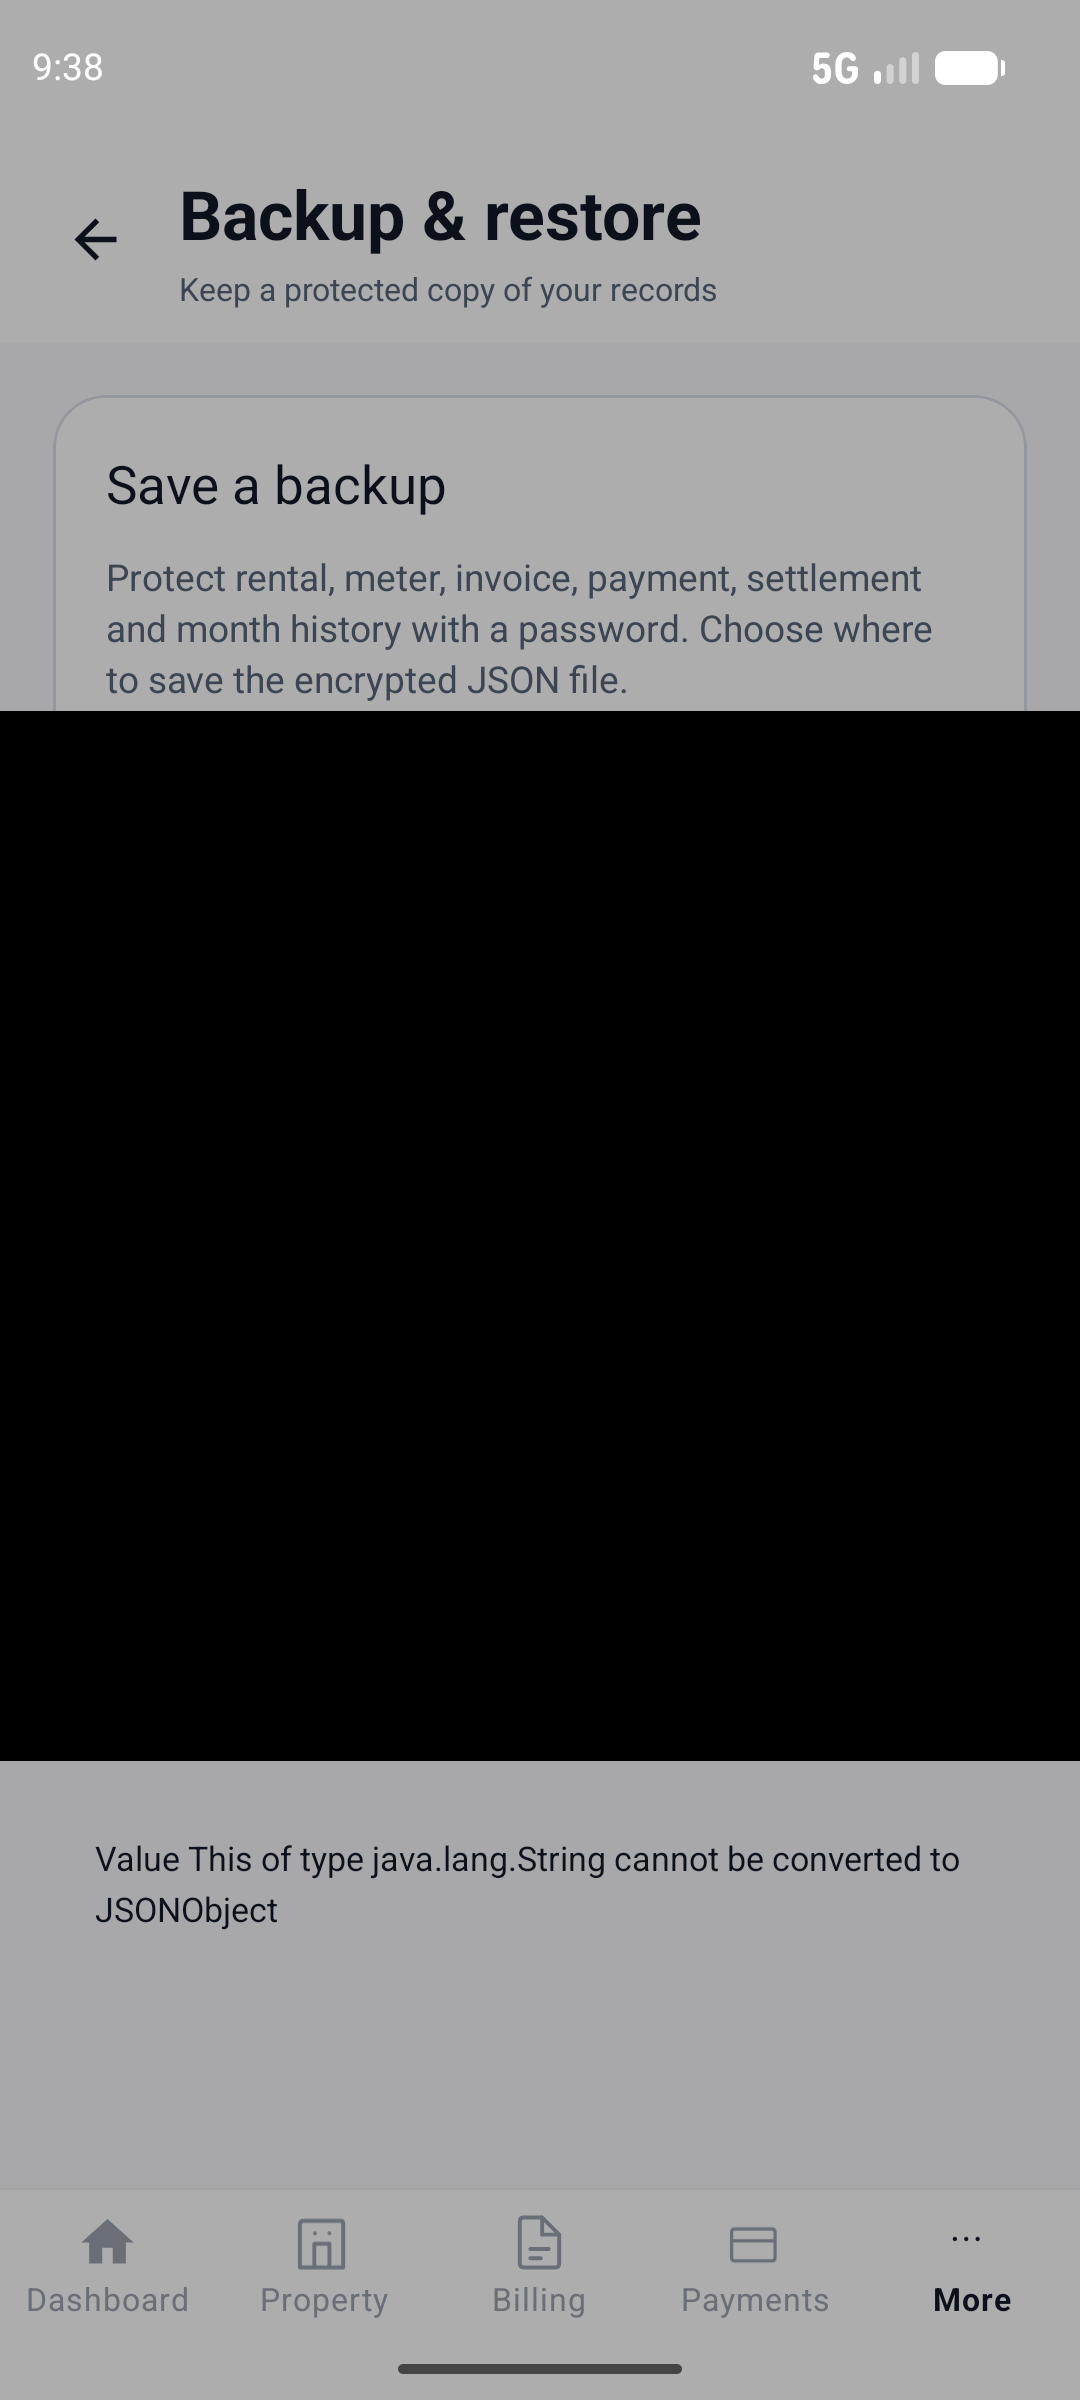 9:38
5G
Backup & restore
Keep a protected copy of your records
Save a backup
Protect rental, meter, invoice, payment, settlement
and month history with a password. Choose where
to save the encrypted JSON file.
Value This of type java.lang.String cannot be converted to
JSONObject
Dashboard
Property
Billing
Payments
More